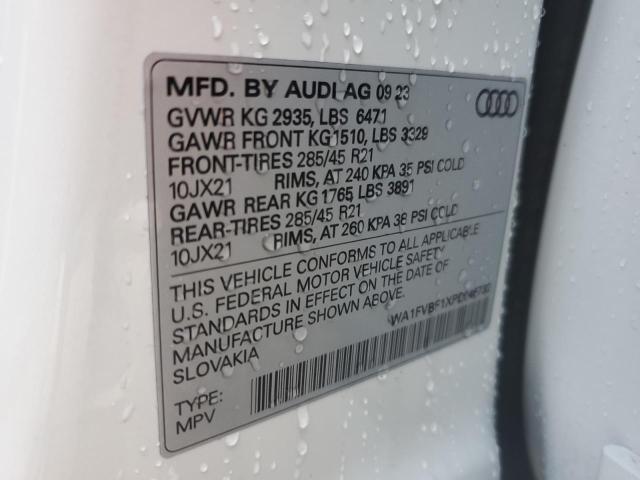 MFD. BY AUDI AG 09 23
GVWR KG 2935, LBS 6471
GAWR FRONT KG1510, LBS 3329
FRONT-TIRES 285/45 R21
10JX21 RIMS, AT 240 KPA 35 PSI COLD
GAWR REAR KG 1765 LBS 3891
REAR-TIRES 285/45 R21
10JX21 RIMS, AT 260 KPA 38 PSI COLD
THIS VEHICLE CONFORMS TO ALL APPLICABLE
U.S. FEDERAL MOTOR VEHICLE SAFETY
STANDARDS IN EFFECT ON THE DATE OF
MANUFACTURE SHOWN ABOVE.
SLOVAKIA
TYPE:
MPV